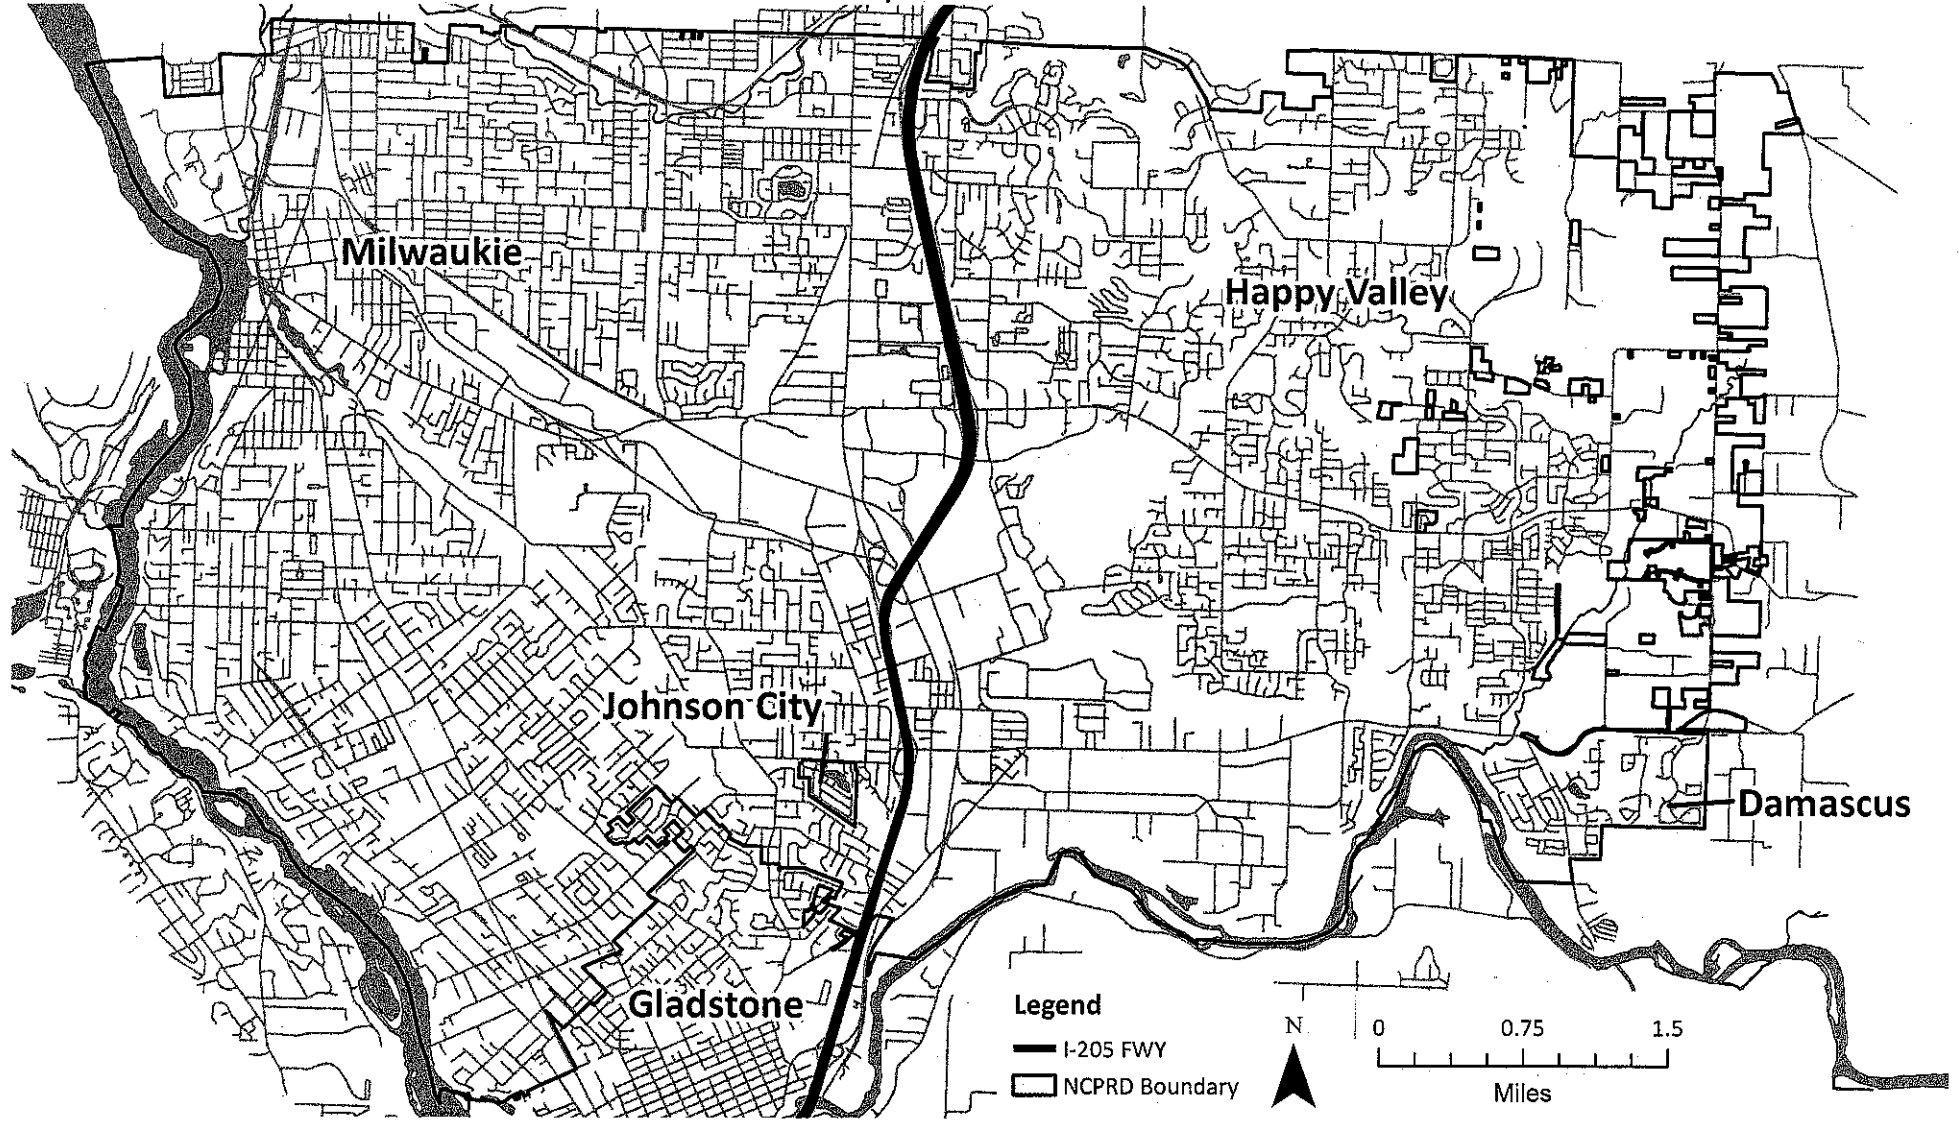 Milwaukie
Happy Valley
Johnson City
Damascus
Gladstone
Legend
I-205 FWY
NCPRD Boundary
N
0 0.75 1.5
Miles